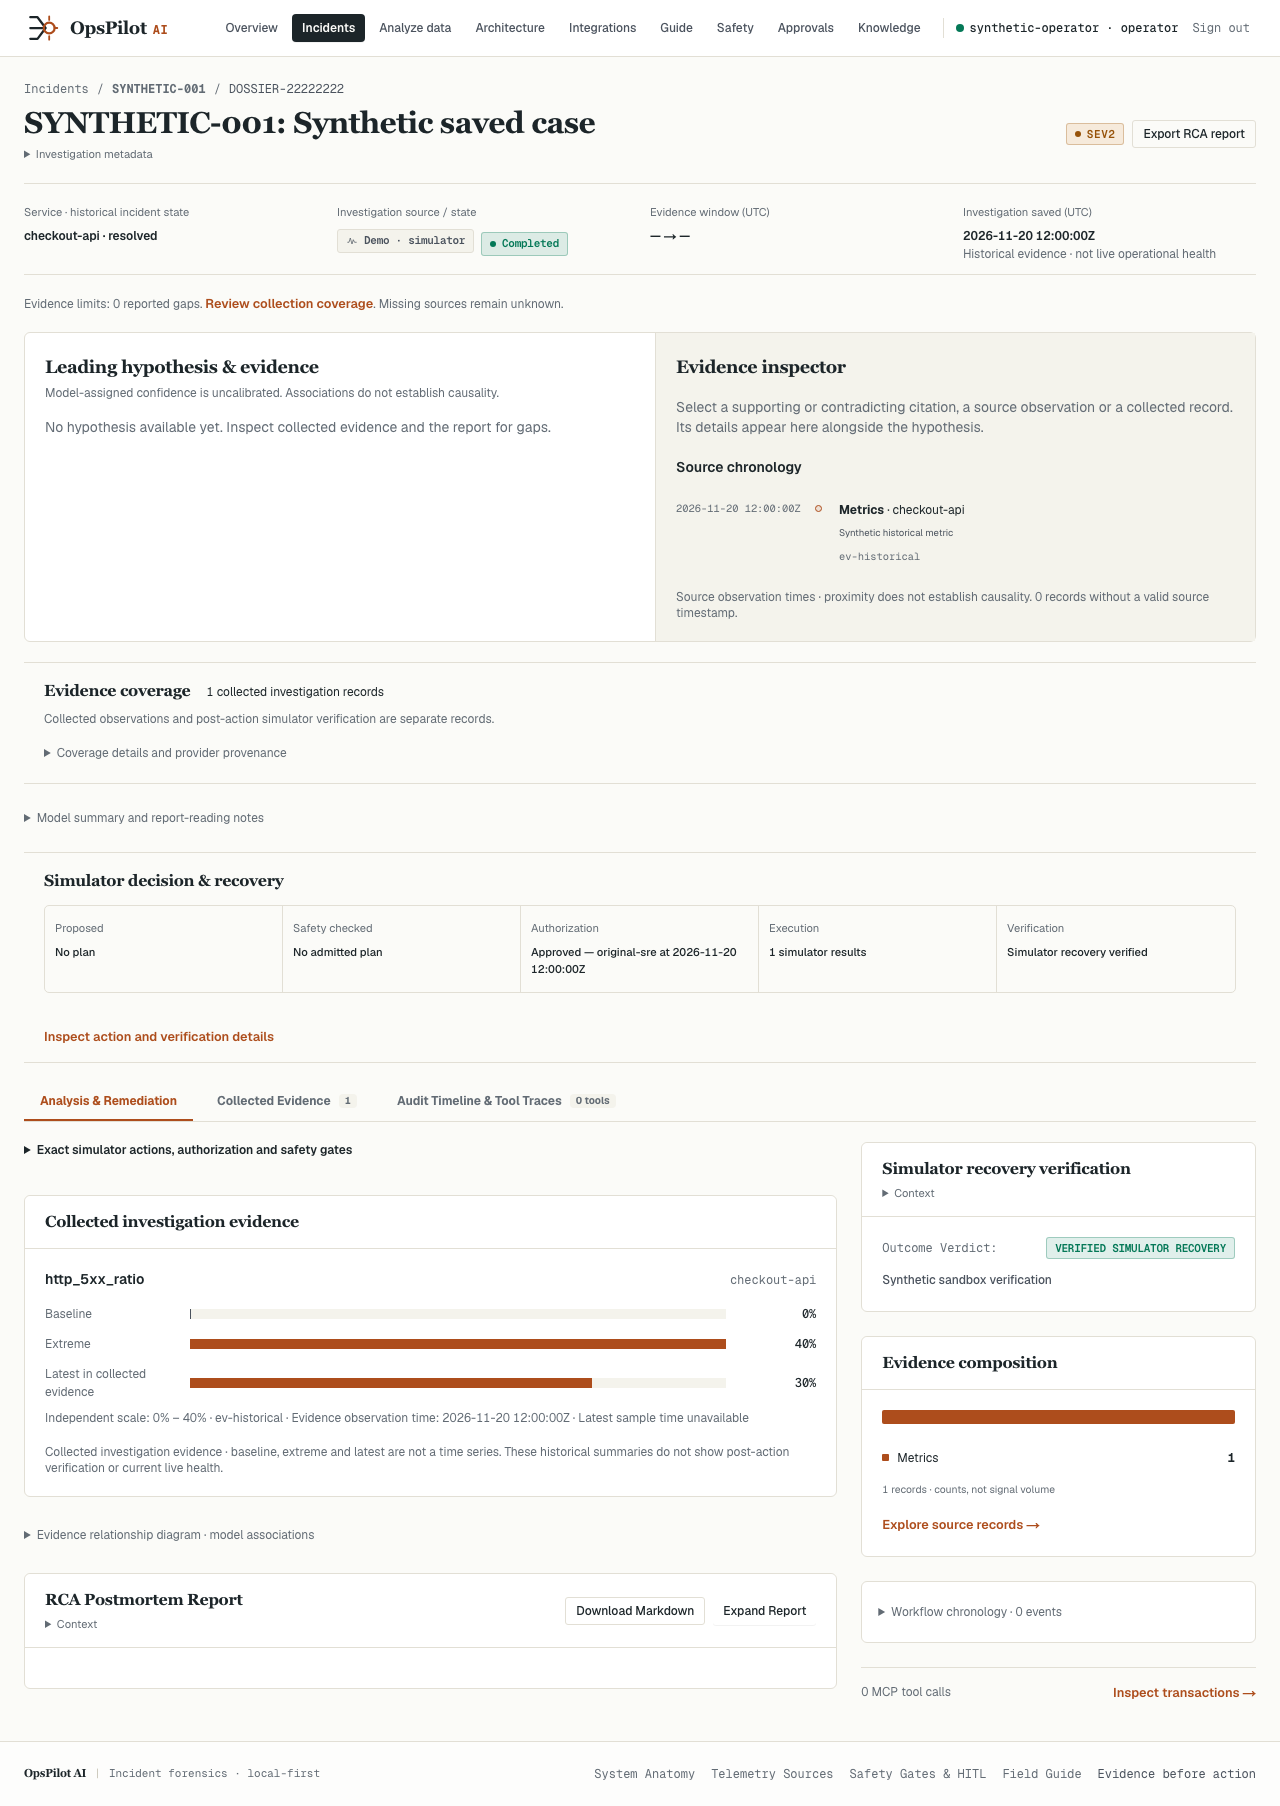 OpsPilot AI
Overview
Incidents
Analyze data
Architecture
Integrations
Guide
Safety
Approvals
Knowledge
synthetic-operator · operator
Sign out
Incidents / SYNTHETIC-001 / DOSSIER-22222222
SYNTHETIC-001: Synthetic saved case
SEV2
Export RCA report
Investigation metadata
Service · historical incident state
checkout-api · resolved
Investigation source / state
Demo · simulator
Completed
Evidence window (UTC)
— → —
Investigation saved (UTC)
2026-11-20 12:00:00Z
Historical evidence · not live operational health
Evidence limits: 0 reported gaps. Review collection coverage. Missing sources remain unknown.
Leading hypothesis & evidence
Model-assigned confidence is uncalibrated. Associations do not establish causality.
No hypothesis available yet. Inspect collected evidence and the report for gaps.
Evidence inspector
Select a supporting or contradicting citation, a source observation or a collected record.
Its details appear here alongside the hypothesis.
Source chronology
2026-11-20 12:00:00Z
Metrics · checkout-api
Synthetic historical metric
ev-historical
Source observation times · proximity does not establish causality. 0 records without a valid source
timestamp.
Evidence coverage
1 collected investigation records
Collected observations and post-action simulator verification are separate records.
Coverage details and provider provenance
Model summary and report-reading notes
Simulator decision & recovery
Proposed
No plan
Safety checked
No admitted plan
Authorization
Approved — original-sre at 2026-11-20
12:00:00Z
Execution
1 simulator results
Verification
Simulator recovery verified
Inspect action and verification details
Analysis & Remediation
Collected Evidence 1
Audit Timeline & Tool Traces 0 tools
Exact simulator actions, authorization and safety gates
Collected investigation evidence
http_5xx_ratio
checkout-api
Baseline
0%
Extreme
40%
Latest in collected
evidence
30%
Independent scale: 0% – 40% · ev-historical · Evidence observation time: 2026-11-20 12:00:00Z · Latest sample time unavailable
Collected investigation evidence · baseline, extreme and latest are not a time series. These historical summaries do not show post-action
verification or current live health.
Evidence relationship diagram · model associations
RCA Postmortem Report
Context
Download Markdown
Expand Report
Simulator recovery verification
Context
Outcome Verdict:
VERIFIED SIMULATOR RECOVERY
Synthetic sandbox verification
Evidence composition
Metrics
1
1 records · counts, not signal volume
Explore source records →
Workflow chronology · 0 events
0 MCP tool calls
Inspect transactions →
OpsPilot AI
Incident forensics · local-first
System Anatomy
Telemetry Sources
Safety Gates & HITL
Field Guide
Evidence before action